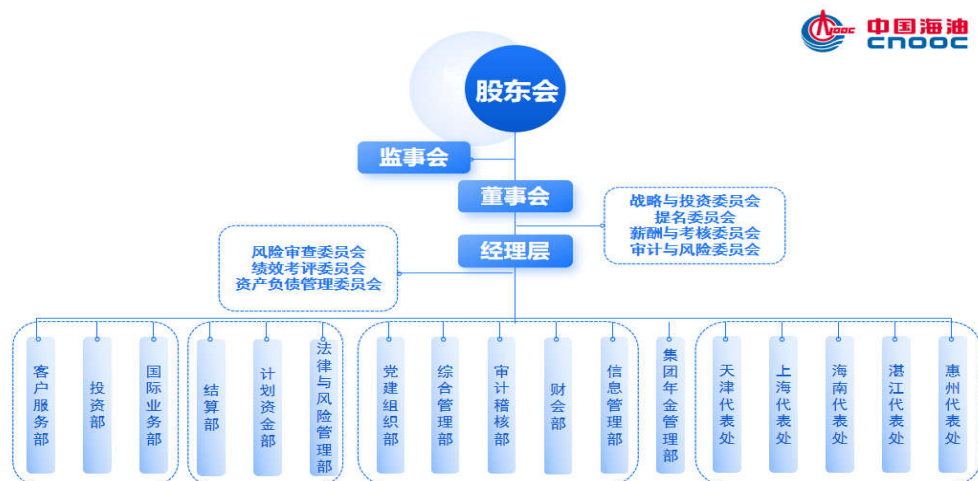 NOOC
中国海油
CNOOC
股东会
监事会
董事会
战略与投资委员会
提名委员会
薪酬与考核委员会
审计与风险委员会
经理层
风险审查委员会
绩效考评委员会
资产负债管理委员会
客户服务部
投资部
国际业务部
结算部
计划资金部
法律与风险管理部
党建组织部
综合管理部
审计稽核部
财会部
信息管理部
集团年金管理部
天津代表处
上海代表处
海南代表处
湛江代表处
惠州代表处